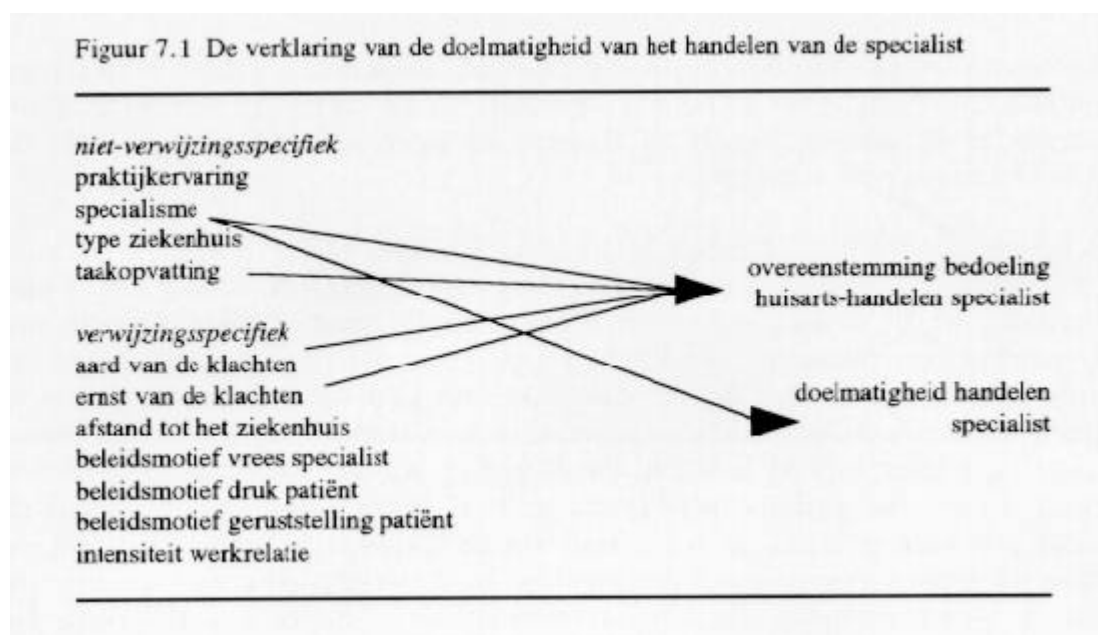 Figuur 7.1 De verklaring van de doelmatigheid van het handelen van de specialist
niet-verwijzingsspecifiek
praktijkervaring
specialisme
type ziekenhuis
taakopvatting
overeenstemming bedoeling
huisarts-handelen specialist
verwijzingsspecifiek
aard van de klachten
ernst van de klachten
doelmatigheid handelen
specialist
afstand tot het ziekenhuis
beleidsmotief vrees specialist
beleidsmotief druk patiënt
beleidsmotief geruststelling patiënt
intensiteit werkrelatie